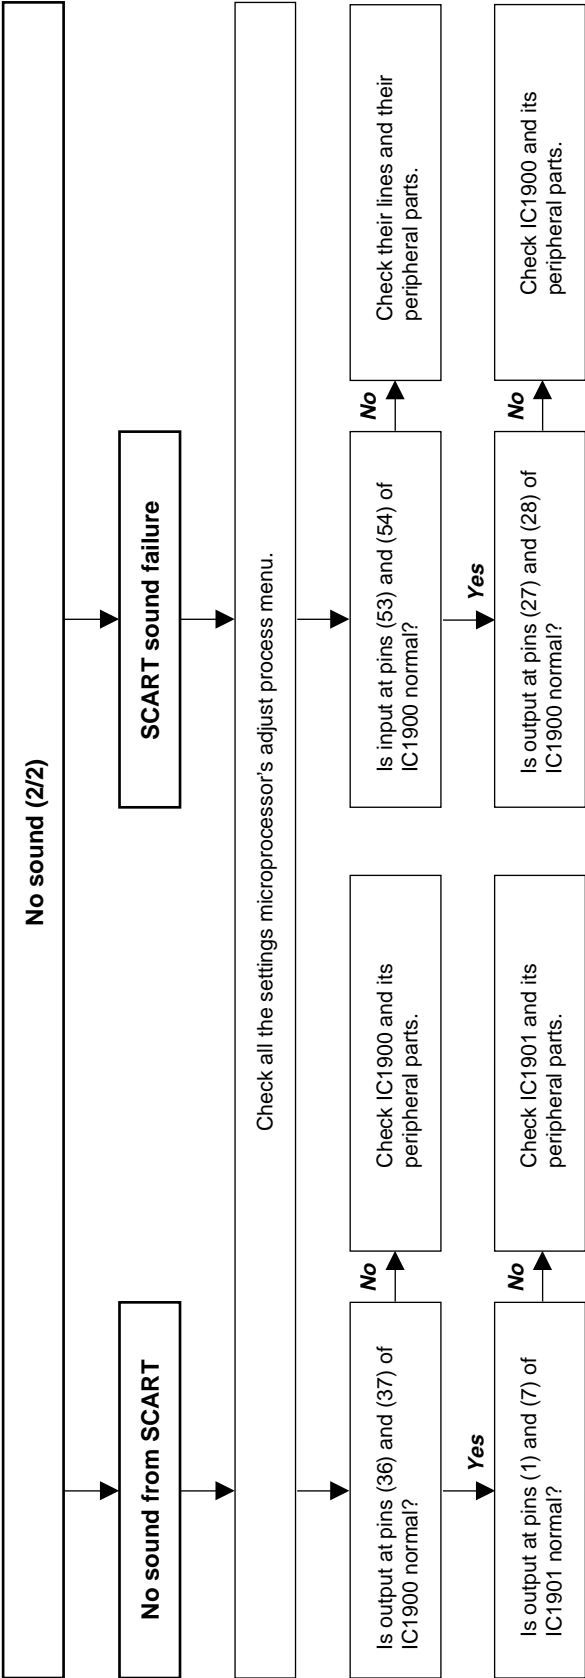 No sound (2/2)
No sound from SCART
SCART sound failure
Check all the settings microprocessor's adjust process menu.
Is output at pins (36) and (37) of
IC1900 normal?
No
Check IC1900 and its
peripheral parts.
Yes
Is output at pins (1) and (7) of
IC1901 normal?
No
Check IC1901 and its
peripheral parts.
Is input at pins (53) and (54) of
IC1900 normal?
No
Check their lines and their
peripheral parts.
Yes
Is output at pins (27) and (28) of
IC1900 normal?
No
Check IC1900 and its
peripheral parts.